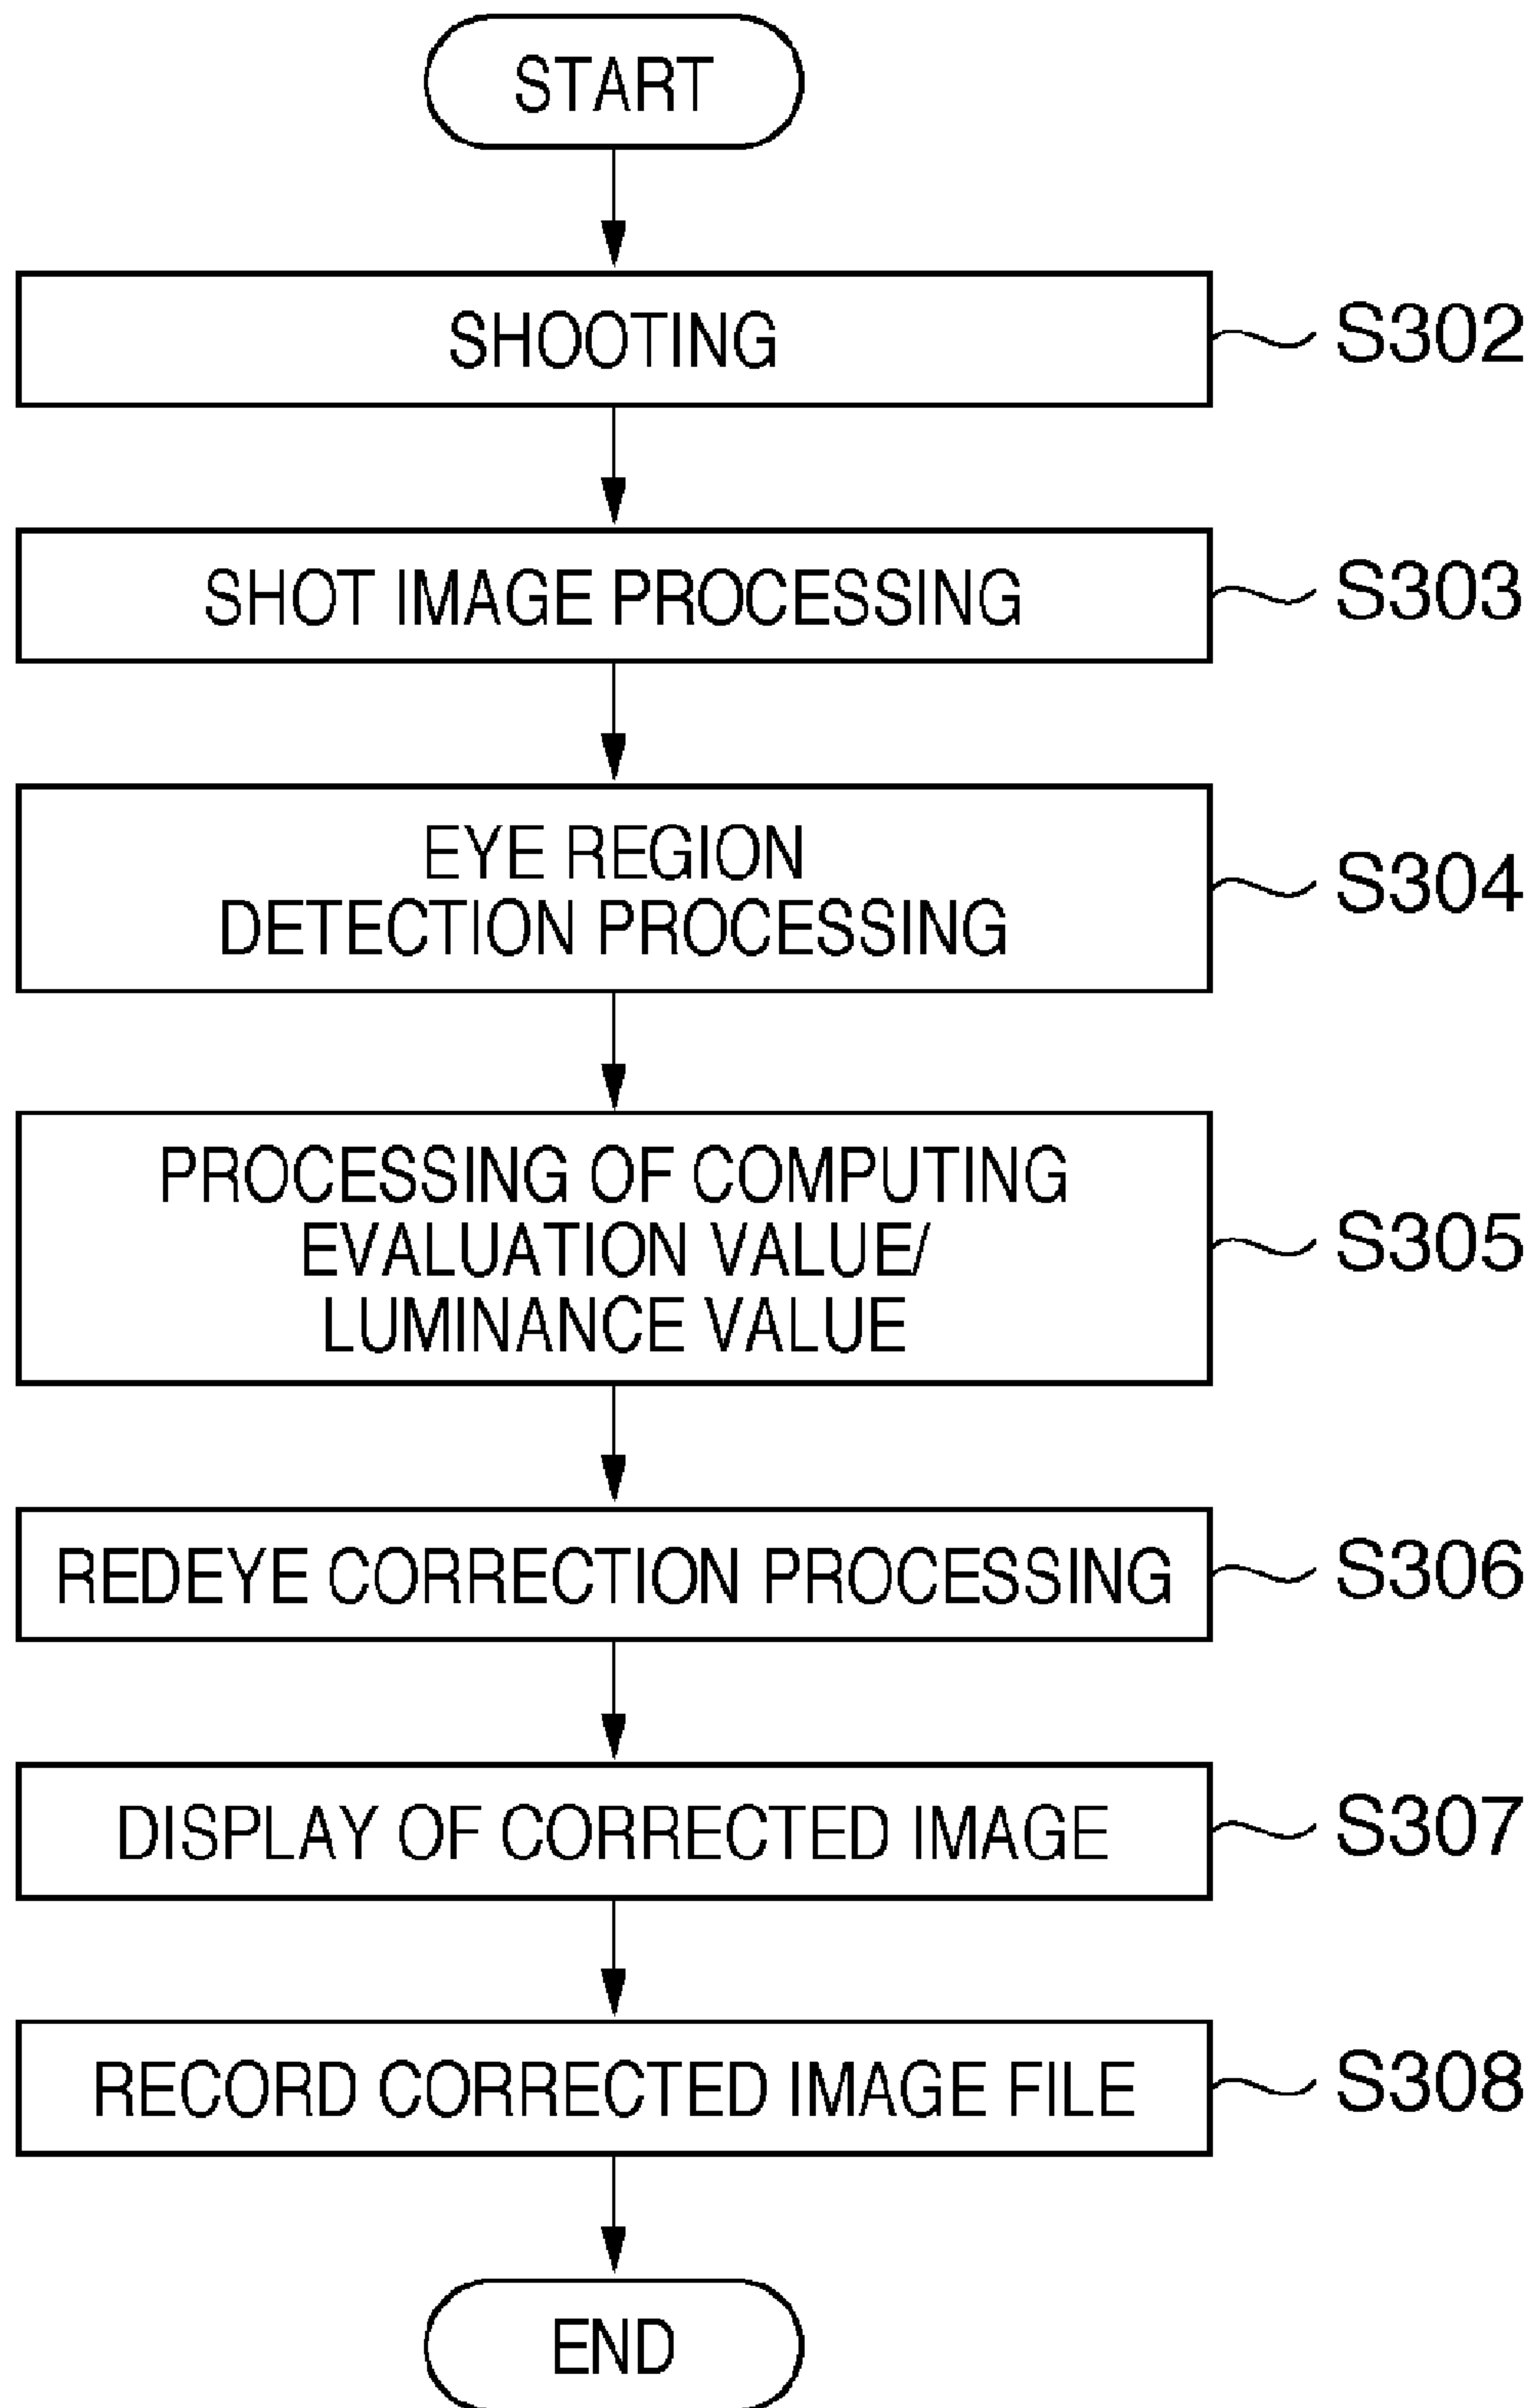 START
SHOOTING
S302
SHOT IMAGE PROCESSING
S303
EYE REGION
DETECTION PROCESSING
S304
PROCESSING OF COMPUTING
EVALUATION VALUE/
LUMINANCE VALUE
S305
REDEYE CORRECTION PROCESSING
S306
DISPLAY OF CORRECTED IMAGE
S307
RECORD CORRECTED IMAGE FILE
S308
END